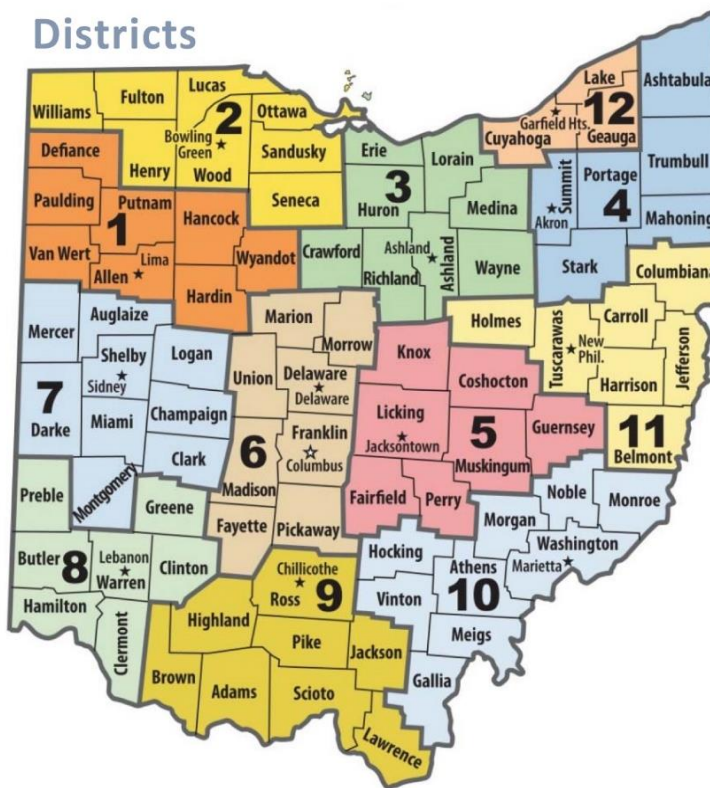 Districts
Williams
Fulton
Lucas
2
Bowling
Green
Wood
Henry
Ottawa
Sandusky
Seneca
Defiance
Paulding
Putnam
1
Van Wert
Lima
Allen
Hancock
Wyandot
Hardin
Erie
Lorain
3
Huron
Medina
Crawford
Richland
Ashland
Ashland
Wayne
Lake
12
Garfield Hts.
Cuyahoga
Geauga
Ashtabula
Summit
Portage
Trumbull
4
Akron
Mahoning
Stark
Columbiana
Mercer
Auglaize
Shelby
Sidney
Logan
7
Darke
Miami
Champaign
Clark
Montgomery
Marion
Morrow
Union
Delaware
Delaware
Franklin
Columbus
6
Madison
Fayette
Pickaway
Knox
Coshocton
Licking
Jacksontown
5
Muskingum
Guernsey
Fairfield
Perry
Holmes
Tuscarawas
New
Phil.
Carroll
Harrison
Jefferson
11
Belmont
Preble
Greene
Butler
8
Lebanon
Warren
Clinton
Hamilton
Clermont
Chillicothe
Ross
9
Highland
Pike
Jackson
Brown
Adams
Scioto
Lawrence
Hocking
Athens
10
Vinton
Meigs
Gallia
Morgan
Noble
Monroe
Washington
Marietta